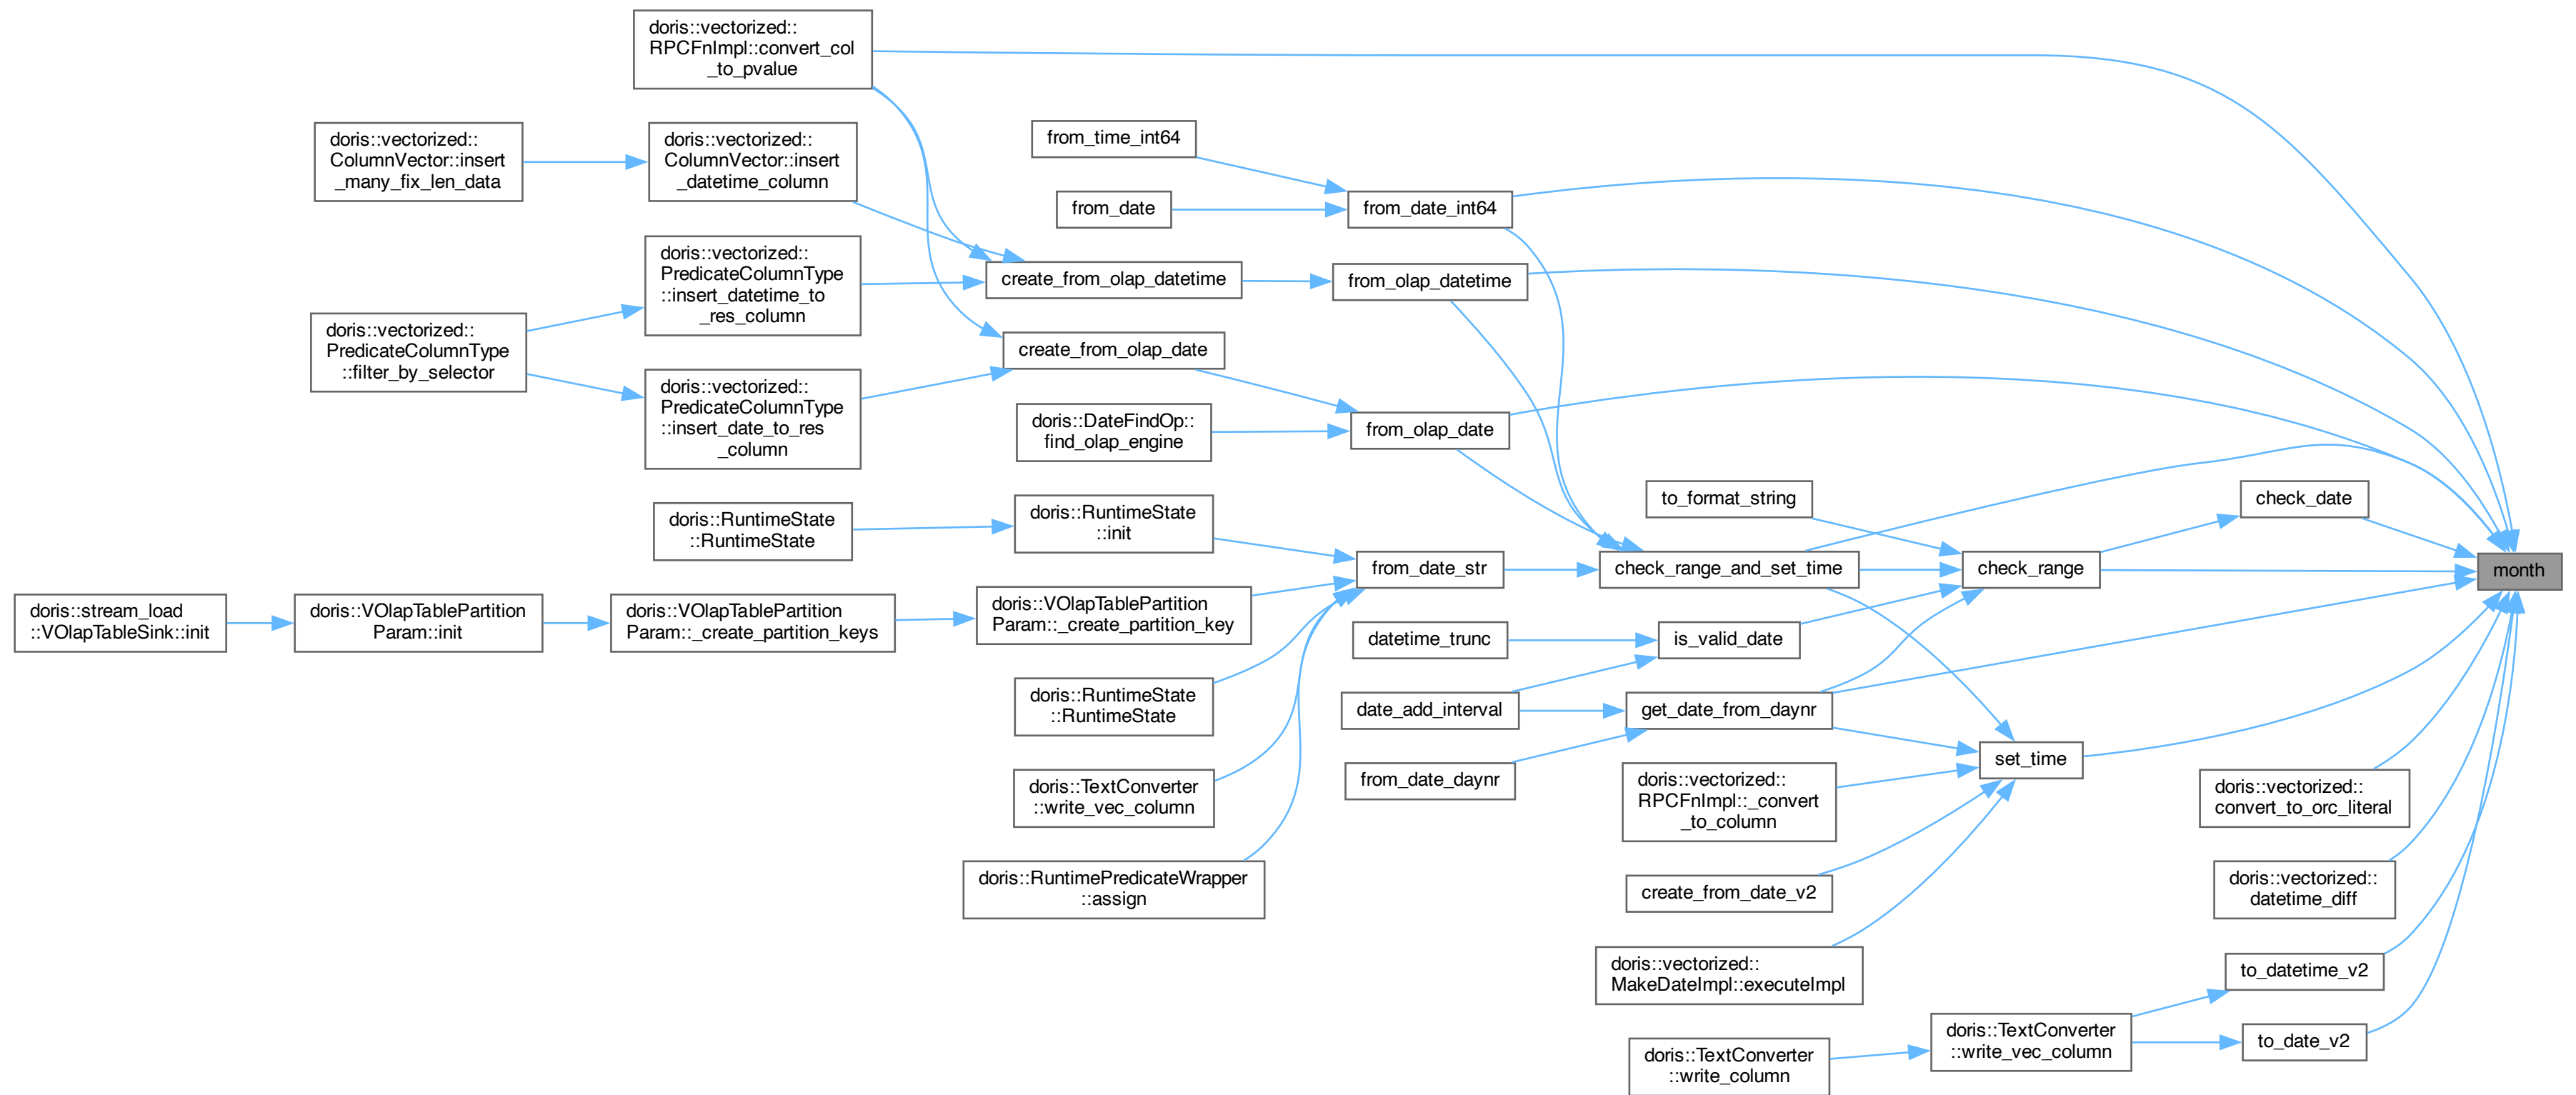 doris::vectorized::
RPCFnImpl::convert_col
_to_pvalue
doris::vectorized::
ColumnVector::insert
_many_fix_len_data
doris::vectorized::
ColumnVector::insert
_datetime_column
from_time_int64
from_date
from_date_int64
doris::vectorized::
PredicateColumnType
::insert_datetime_to
_res_column
create_from_olap_datetime
from_olap_datetime
doris::vectorized::
PredicateColumnType
::filter_by_selector
create_from_olap_date
doris::vectorized::
PredicateColumnType
::insert_date_to_res
_column
doris::DateFindOp::
find_olap_engine
from_olap_date
to_format_string
check_date
doris::RuntimeState
::RuntimeState
doris::RuntimeState
::init
from_date_str
check_range_and_set_time
check_range
month
doris::stream_load
::VOlapTableSink::init
doris::VOlapTablePartition
Param::init
doris::VOlapTablePartition
Param::_create_partition_keys
doris::VOlapTablePartition
Param::_create_partition_key
datetime_trunc
is_valid_date
doris::RuntimeState
::RuntimeState
date_add_interval
get_date_from_daynr
set_time
from_date_daynr
doris::vectorized::
RPCFnImpl::_convert
_to_column
doris::vectorized::
convert_to_orc_literal
doris::TextConverter
::write_vec_column
doris::RuntimePredicateWrapper
::assign
create_from_date_v2
doris::vectorized::
datetime_diff
doris::vectorized::
MakeDateImpl::executeImpl
to_datetime_v2
doris::TextConverter
::write_column
doris::TextConverter
::write_vec_column
to_date_v2